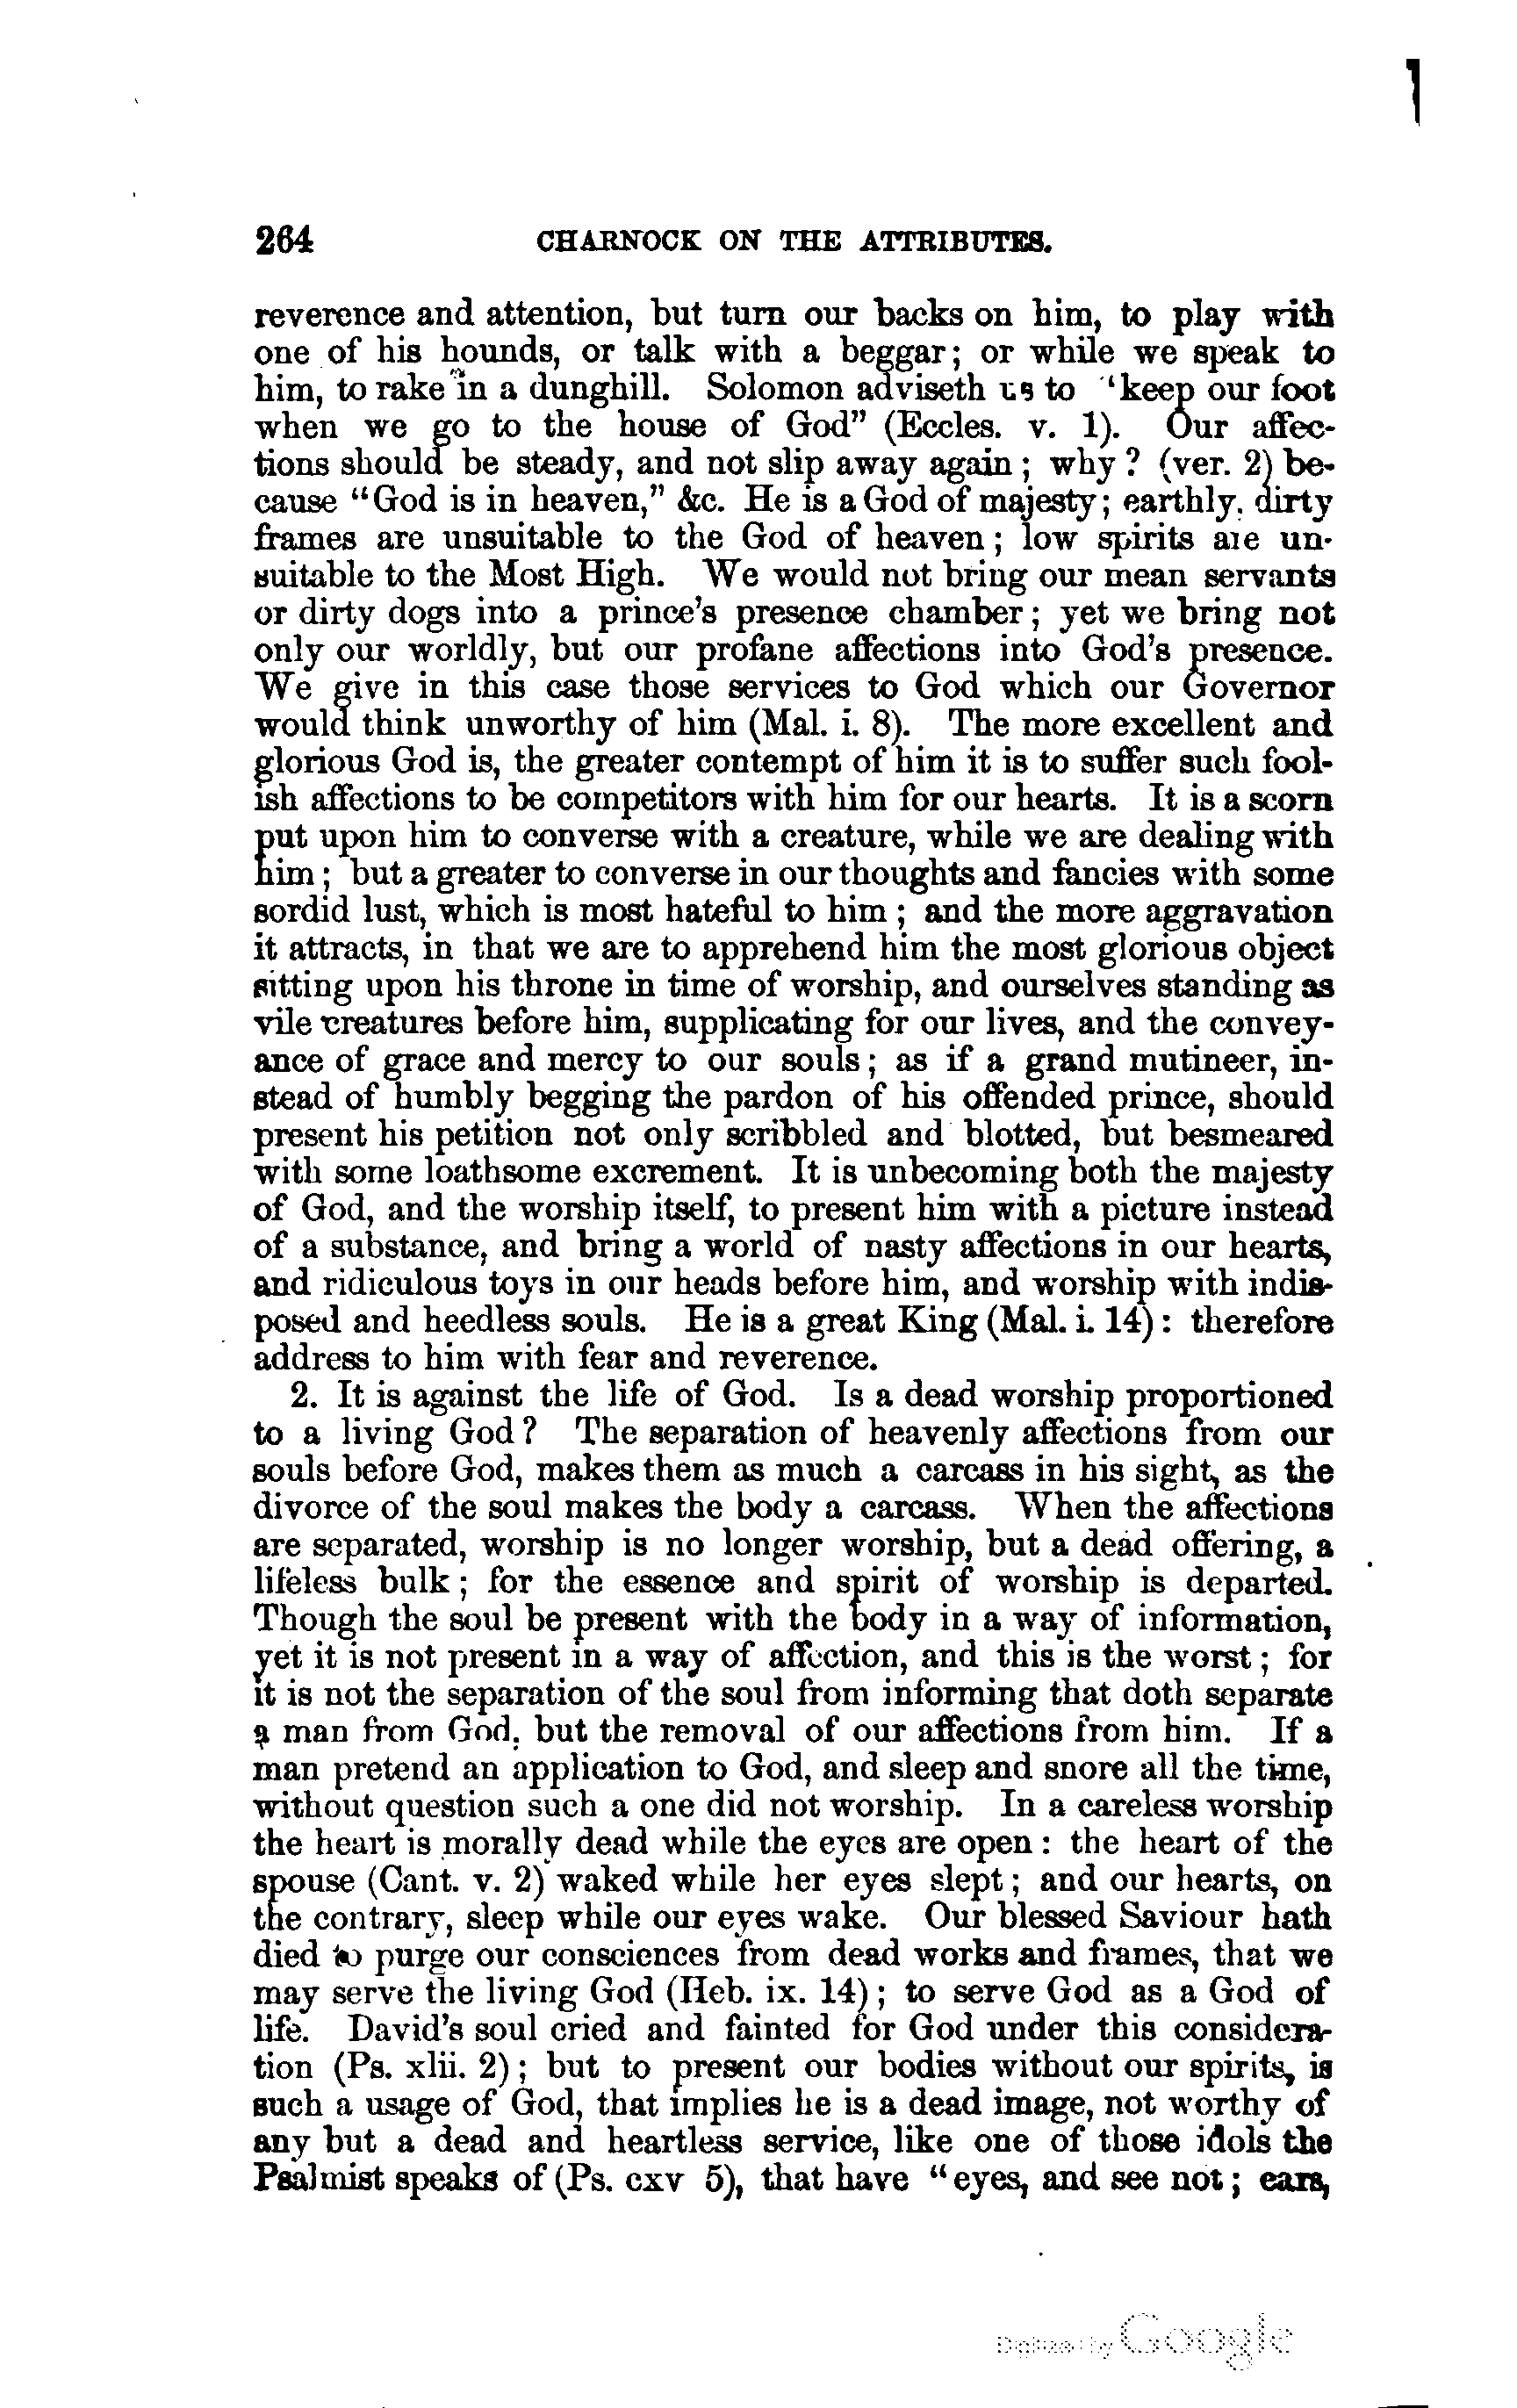 264 CHARNOCK ON THE ATTRIBUTES.
reverence and attention, but turn our backs on him, to play with
one of his hounds, or talk with a beggar; or while we speak to
him, to rake in a dunghill. Solomon adviseth us to "keep our foot
when we go to the house of God" (Eccles. v. 1). Our affec-
tions should be steady, and not slip away again; why? (ver. 2) be-
cause "God is in heaven," &c. He is a God of majesty; earthly, dirty
frames are unsuitable to the God of heaven; low spirits are un-
suitable to the Most High. We would not bring our mean servants
or dirty dogs into a prince's presence chamber; yet we bring not
only our worldly, but our profane affections into God's presence.
We give in this case those services to God which our Governor
would think unworthy of him (Mal. i. 8). The more excellent and
glorious God is, the greater contempt of him it is to suffer such fool-
ish affections to be competitors with him for our hearts. It is a scorn
put upon him to converse with a creature, while we are dealing with
him; but a greater to converse in our thoughts and fancies with some
sordid lust, which is most hateful to him; and the more aggravation
it attracts, in that we are to apprehend him the most glorious object
sitting upon his throne in time of worship, and ourselves standing as
vile creatures before him, supplicating for our lives, and the convey-
ance of grace and mercy to our souls; as if a grand mutineer, in-
stead of humbly begging the pardon of his offended prince, should
present his petition not only scribbled and blotted, but besmeared
with some loathsome excrement. It is unbecoming both the majesty
of God, and the worship itself, to present him with a picture instead
of a substance, and bring a world of nasty affections in our hearts,
and ridiculous toys in our heads before him, and worship with indis-
posed and heedless souls. He is a great King (Mal. i. 14): therefore
address to him with fear and reverence.
2. It is against the life of God. Is a dead worship proportioned
to a living God? The separation of heavenly affections from our
souls before God, makes them as much a carcass in his sight, as the
divorce of the soul makes the body a carcass. When the affections
are separated, worship is no longer worship, but a dead offering, a
lifeless bulk; for the essence and spirit of worship is departed.
Though the soul be present with the body in a way of information,
yet it is not present in a way of affection, and this is the worst; for
it is not the separation of the soul from informing that doth separate
a man from God, but the removal of our affections from him. If a
man pretend an application to God, and sleep and snore all the time,
without question such a one did not worship. In a careless worship
the heart is morally dead while the eyes are open: the heart of the
spouse (Cant. v. 2) waked while her eyes slept; and our hearts, on
the contrary, sleep while our eyes wake. Our blessed Saviour hath
died to purge our consciences from dead works and frames, that we
may serve the living God (Heb. ix. 14); to serve God as a God of
life. David's soul cried and fainted for God under this considera-
tion (Ps. xlii. 2); but to present our bodies without our spirits, is
such a usage of God, that implies he is a dead image, not worthy of
any but a dead and heartless service, like one of those idols the
Psalmist speaks of (Ps. cxv 5), that have "eyes, and see not; ears,
Digitized by Google